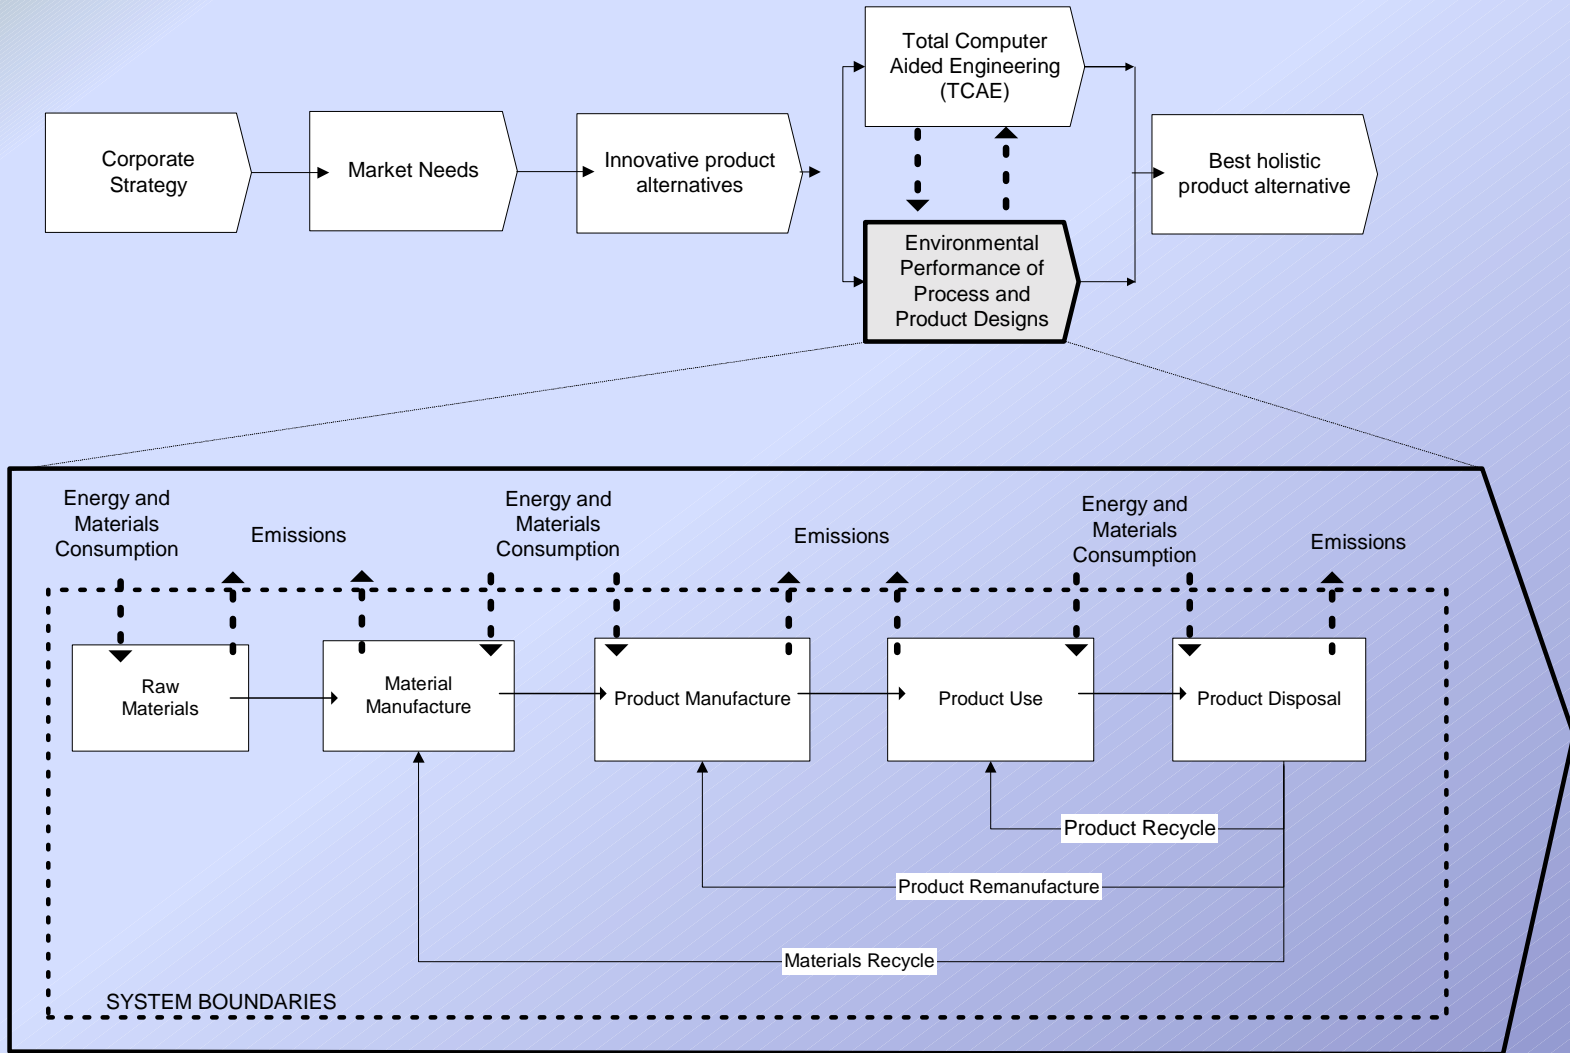 Total Computer
Aided Engineering
(TCAE)
Corporate
Strategy
Market Needs
Innovative product
alternatives
Best holistic
product alternative
Environmental
Performance of
Process and
Product Designs
Energy and
Materials
Consumption
Emissions
Energy and
Materials
Consumption
Emissions
Energy and
Materials
Consumption
Emissions
Raw
Materials
Material
Manufacture
Product Manufacture
Product Use
Product Disposal
Product Recycle
Product Remanufacture
Materials Recycle
SYSTEM BOUNDARIES